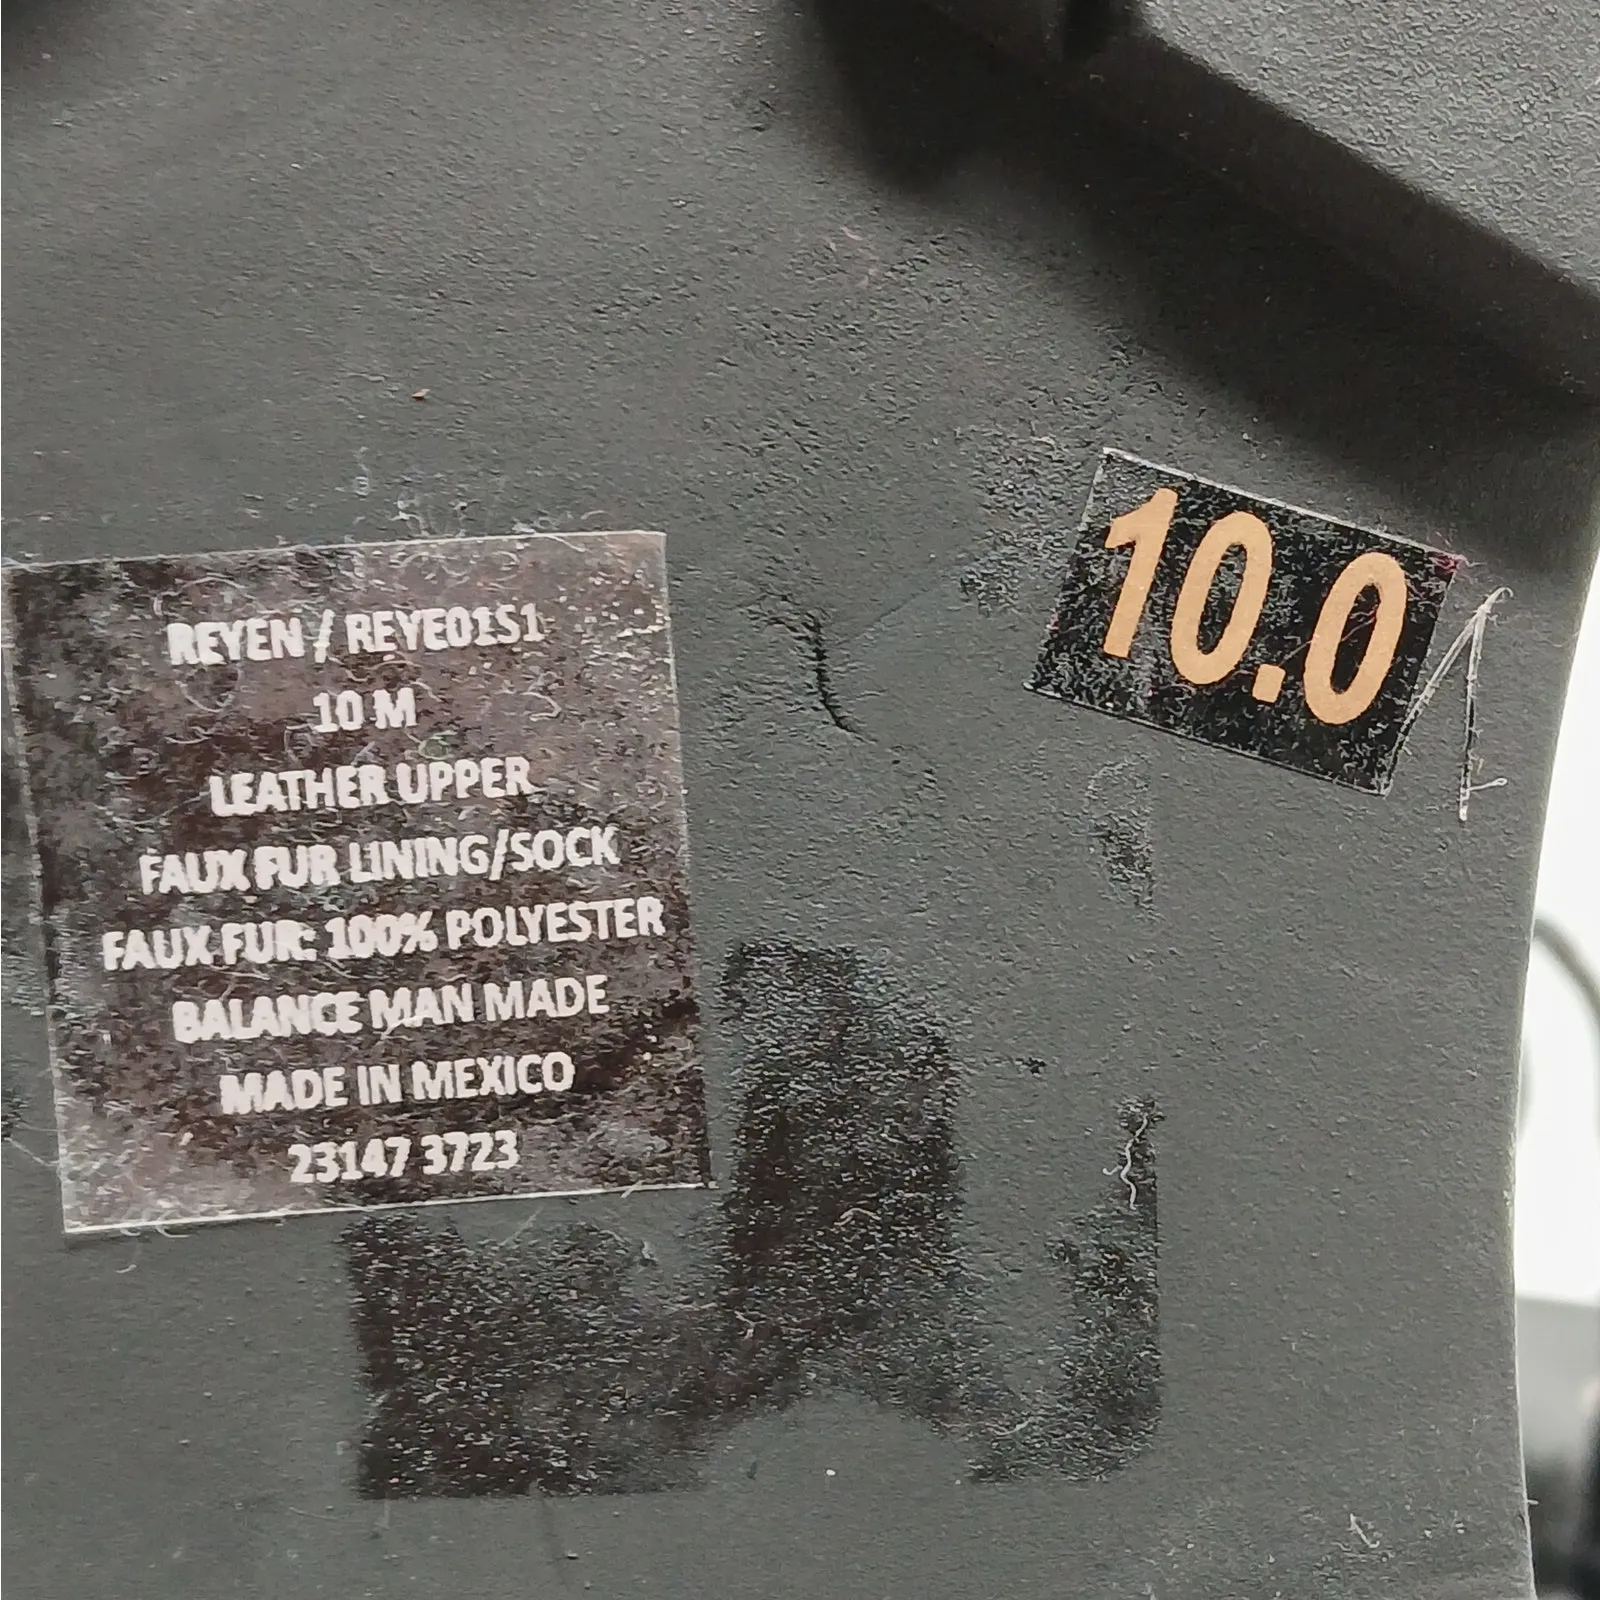 REYEN / REYE01S1
10 M
LEATHER UPPER
FAUX FUR LINING/SOCK
FAUX FUR: 100% POLYESTER
BALANCE MAN MADE
MADE IN MEXICO
23147 3723
10.0